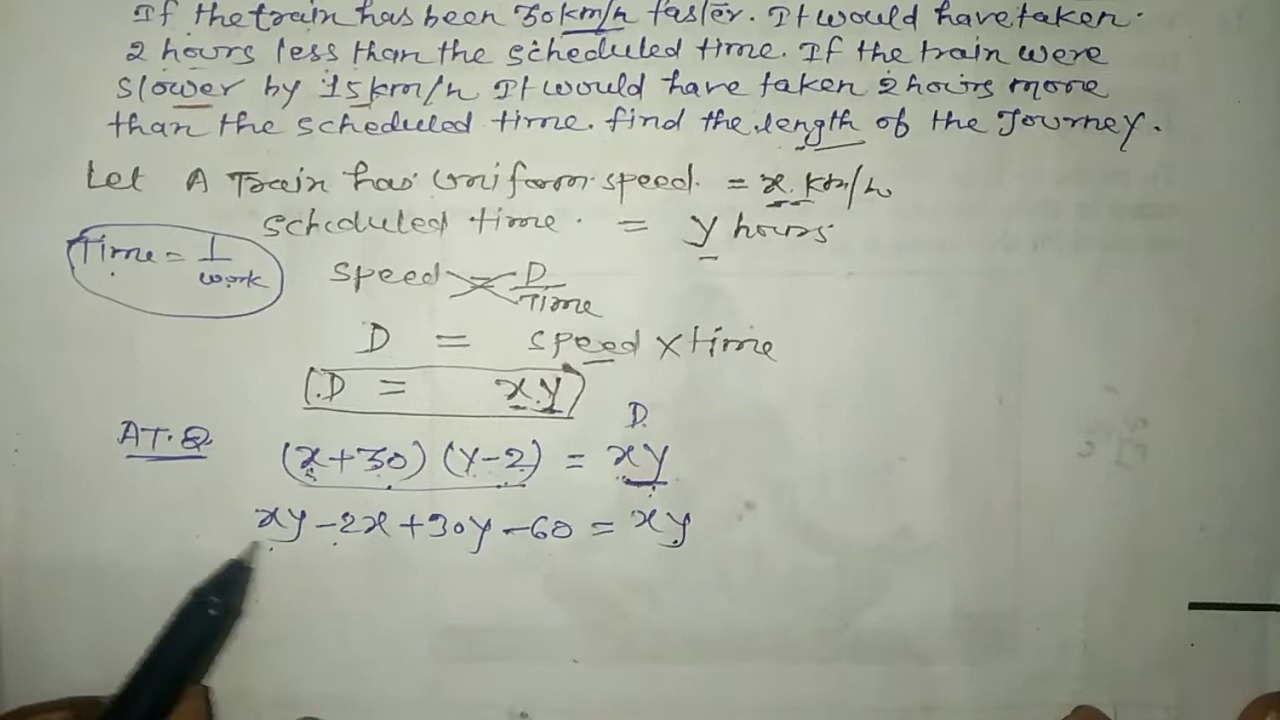 If the train has been 30km/h faster. It would have taken.
2 hours less than the scheduled time. If the train were
slower by 15km/h It would have taken 2 hours more
than the scheduled time. find the length of the Journey.
Let A Train has Uniform speed. = x km/h
scheduled time. = y hours
Time = 1/work
Speed = D/Time
D = speed × time
D = x.y
D.
A.T.Q (x+30) (y-2) = xy
xy -2x +30y -60 = xy